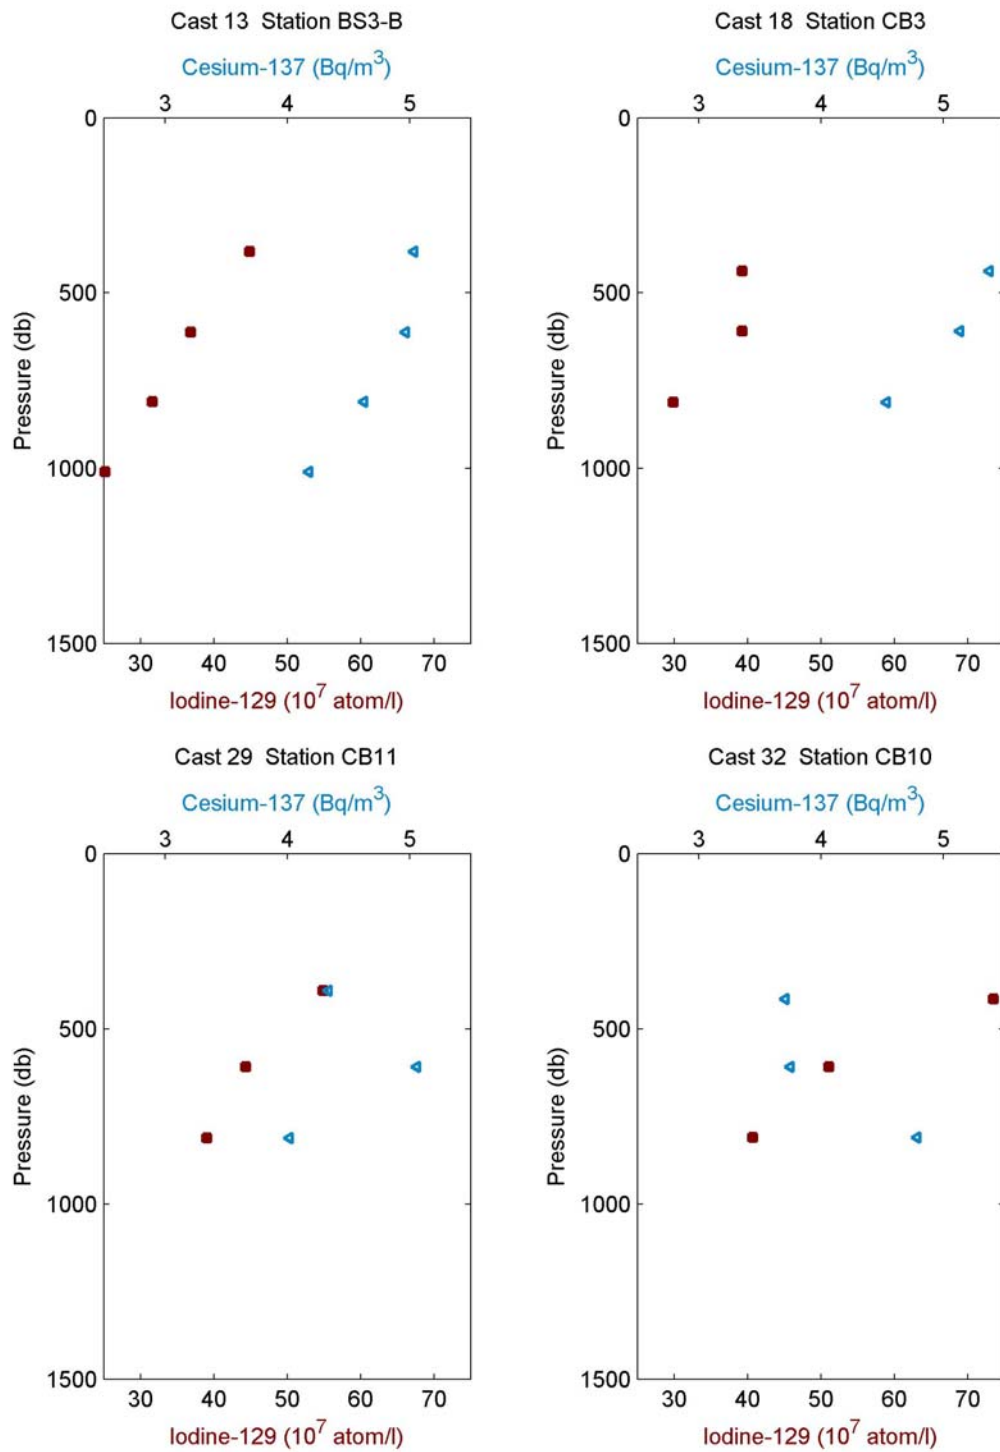 Cast 13  Station BS3-B
Cesium-137 (Bq/m³)
3 4 5
0
500
1000
1500
Pressure (db)
30 40 50 60 70
Iodine-129 (10⁷ atom/l)
Cast 18  Station CB3
Cesium-137 (Bq/m³)
3 4 5
0
500
1000
1500
Pressure (db)
30 40 50 60 70
Iodine-129 (10⁷ atom/l)
Cast 29  Station CB11
Cesium-137 (Bq/m³)
3 4 5
0
500
1000
1500
Pressure (db)
30 40 50 60 70
Iodine-129 (10⁷ atom/l)
Cast 32  Station CB10
Cesium-137 (Bq/m³)
3 4 5
0
500
1000
1500
Pressure (db)
30 40 50 60 70
Iodine-129 (10⁷ atom/l)